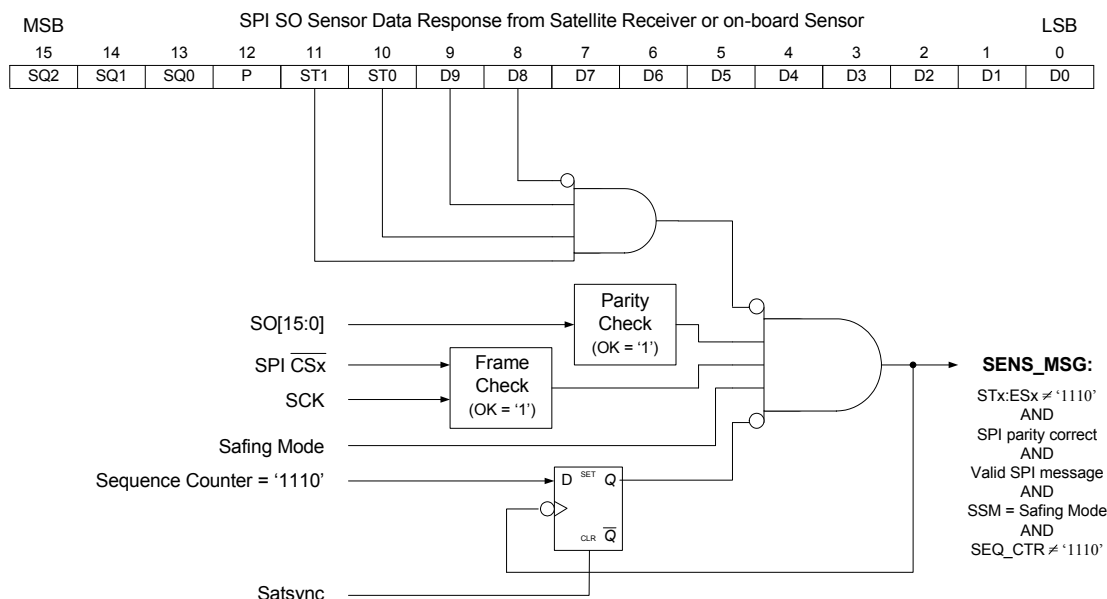 SPI SO Sensor Data Response from Satellite Receiver or on-board Sensor
MSB LSB
15 14 13 12 11 10 9 8 7 6 5 4 3 2 1 0
SQ2 SQ1 SQ0 P ST1 ST0 D9 D8 D7 D6 D5 D4 D3 D2 D1 D0
SO[15:0]
Parity
Check
(OK = '1')
SPI C̅S̅x̅
SCK
Frame
Check
(OK = '1')
Safing Mode
Sequence Counter = '1110'
D SET Q
CLR Q̅
Satsync
SENS_MSG:
STx:ESx ≠ '1110'
AND
SPI parity correct
AND
Valid SPI message
AND
SSM = Safing Mode
AND
SEQ_CTR ≠ '1110'